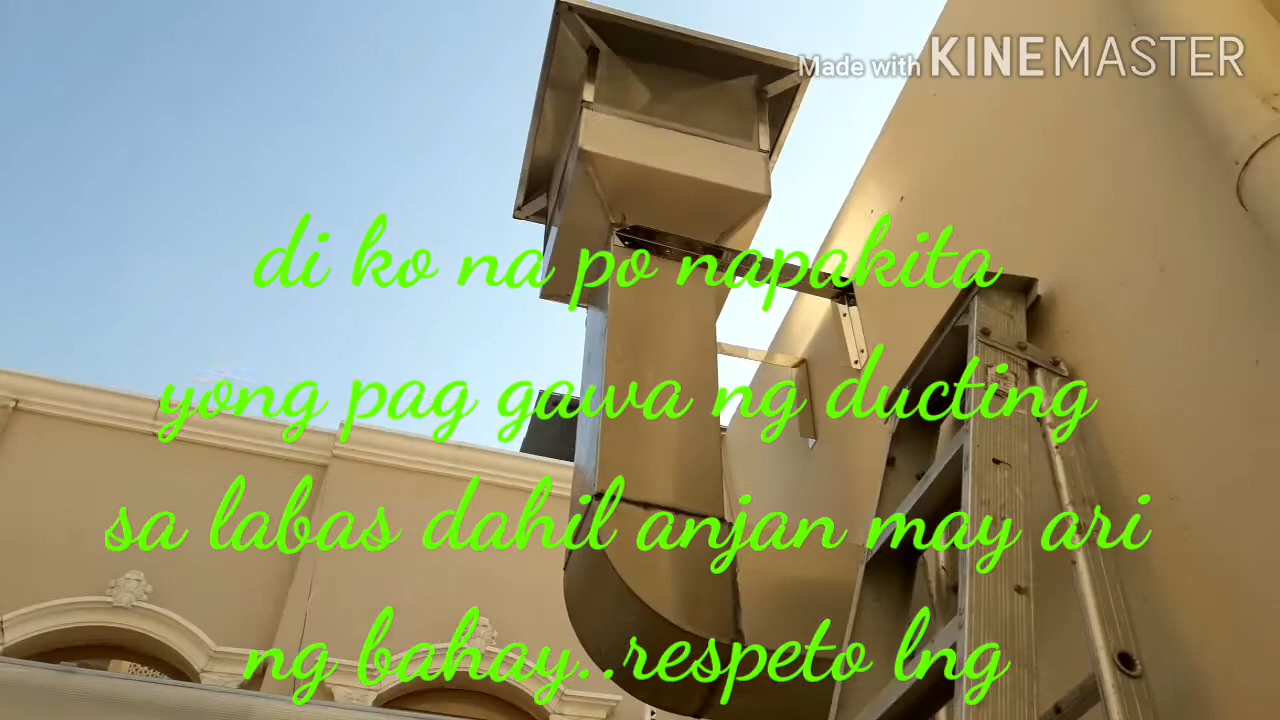 Made with KINEMASTER
di ko na po napakita
yong pag gawa ng ducting
sa labas dahil anjan may ari
ng bahay..respeto lng